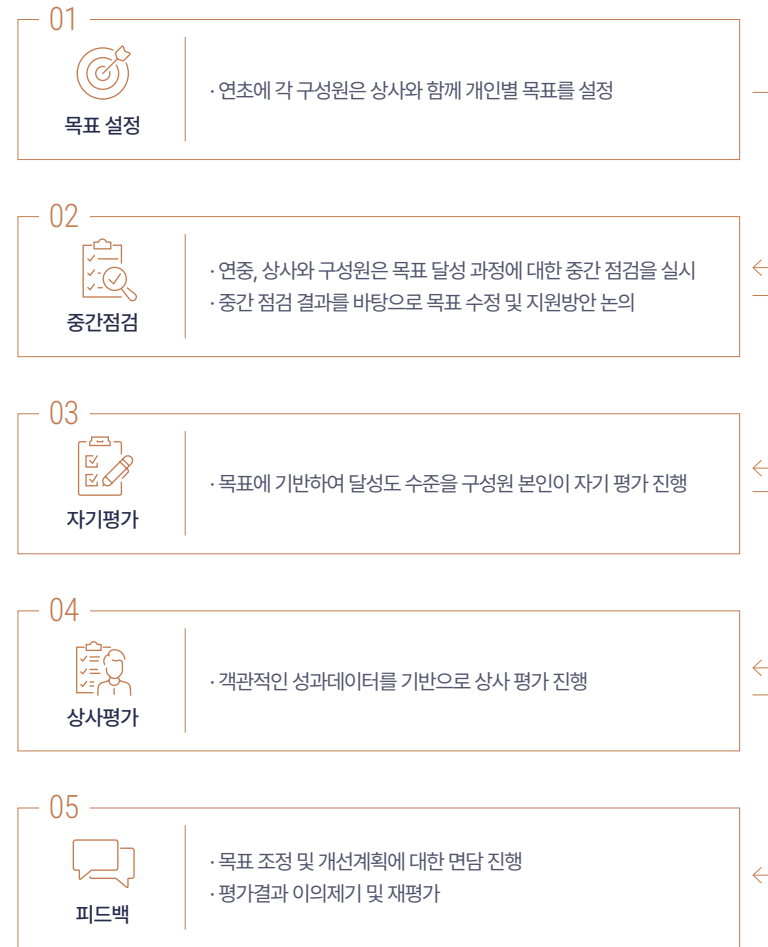 01
목표 설정
· 연초에 각 구성원은 상사와 함께 개인별 목표를 설정
02
중간점검
· 연중, 상사와 구성원은 목표 달성 과정에 대한 중간 점검을 실시
· 중간 점검 결과를 바탕으로 목표 수정 및 지원방안 논의
03
자기평가
· 목표에 기반하여 달성도 수준을 구성원 본인이 자기 평가 진행
04
상사평가
· 객관적인 성과데이터를 기반으로 상사 평가 진행
05
피드백
· 목표 조정 및 개선계획에 대한 면담 진행
· 평가결과 이의제기 및 재평가